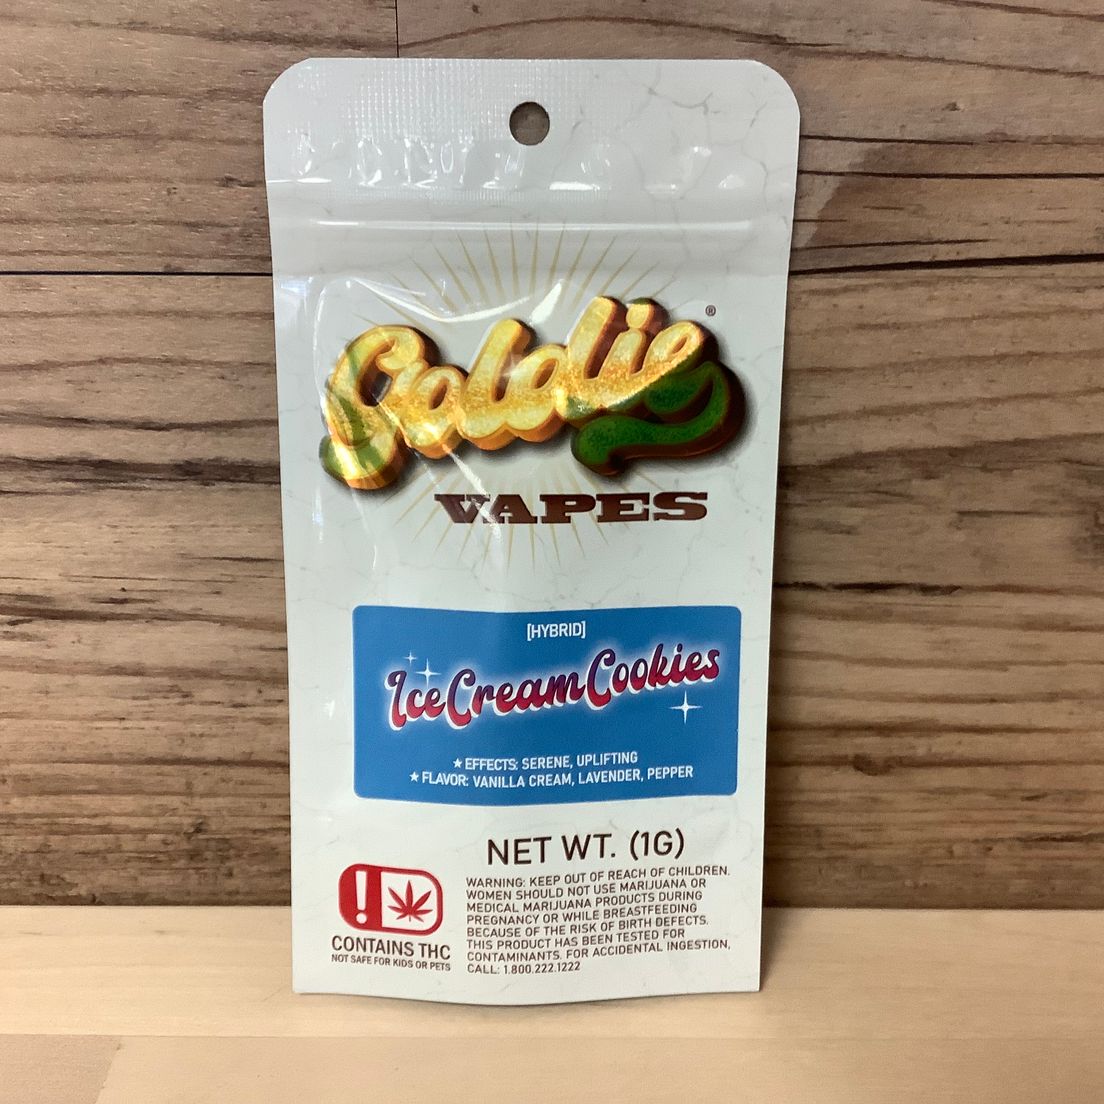 Goldie®
VAPES
[HYBRID]
Ice Cream Cookies
★ EFFECTS: SERENE, UPLIFTING
★ FLAVOR: VANILLA CREAM, LAVENDER, PEPPER
NET WT. (1G)
!
CONTAINS THC
NOT SAFE FOR KIDS OR PETS
WARNING: KEEP OUT OF REACH OF CHILDREN.
WOMEN SHOULD NOT USE MARIJUANA OR
MEDICAL MARIJUANA PRODUCTS DURING
PREGNANCY OR WHILE BREASTFEEDING
BECAUSE OF THE RISK OF BIRTH DEFECTS.
THIS PRODUCT HAS BEEN TESTED FOR
CONTAMINANTS. FOR ACCIDENTAL INGESTION,
CALL: 1.800.222.1222